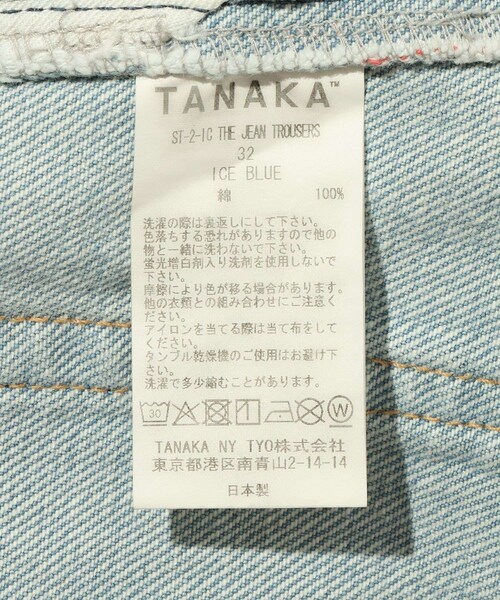 TANAKA™
ST-2-IC THE JEAN TROUSERS
32
ICE BLUE
綿 100%
洗濯の際は裏返しにして下さい。
色落ちする恐れがありますので他の
物と一緒に洗わないで下さい。
蛍光増白剤入り洗剤を使用しないで
下さい。
摩擦により色が移る場合があります。
他の衣類との組み合わせにご注意く
ださい。
アイロンを当てる際は当て布をして
ください。
タンブル乾燥機のご使用はお避け下
さい。
洗濯で多少縮むことがあります。
30 W
TANAKA NY TYO株式会社
東京都港区南青山2-14-14
日本製